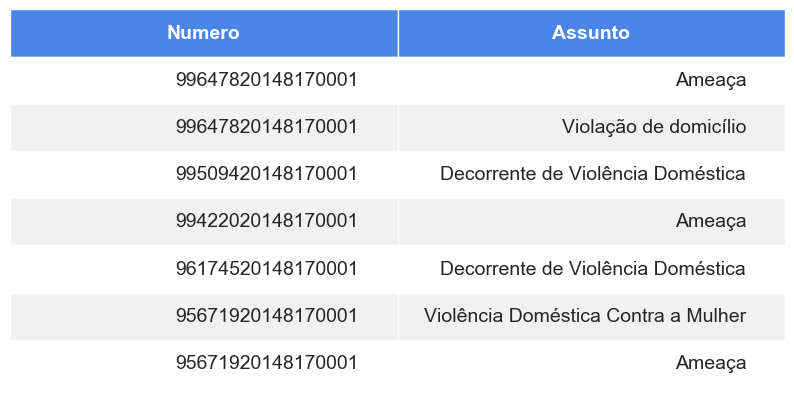 Numero Assunto
99647820148170001 Ameaça
99647820148170001 Violação de domicílio
99509420148170001 Decorrente de Violência Doméstica
99422020148170001 Ameaça
96174520148170001 Decorrente de Violência Doméstica
95671920148170001 Violência Doméstica Contra a Mulher
95671920148170001 Ameaça